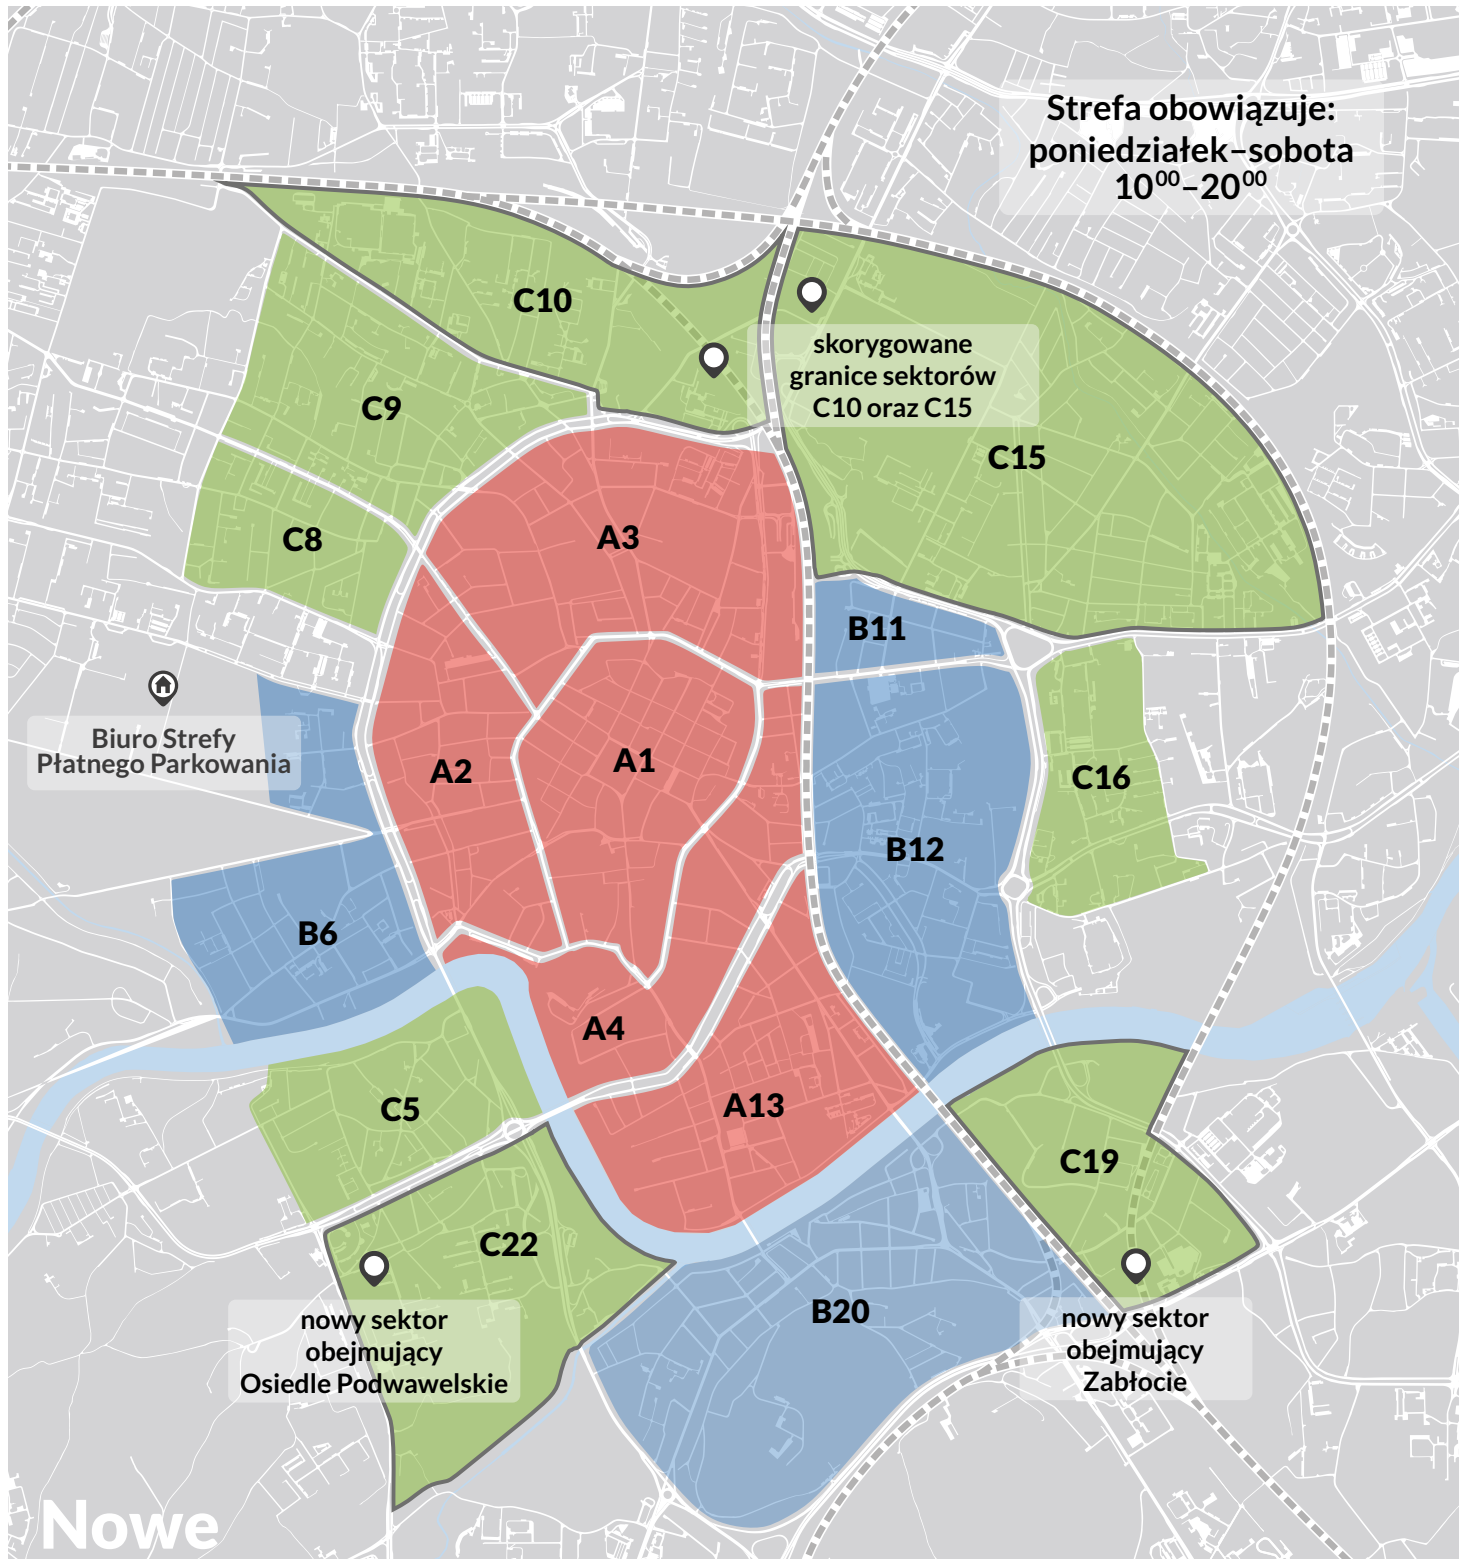 Strefa obowiązuje:
poniedziałek–sobota
10⁰⁰–20⁰⁰
C10
skorygowane
granice sektorów
C10 oraz C15
C9
C15
C8
A3
B11
Biuro Strefy
Płatnego Parkowania
A2
A1
C16
B12
B6
A4
C5
A13
C19
C22
B20
nowy sektor
obejmujący
Osiedle Podwawelskie
nowy sektor
obejmujący
Zabłocie
Nowe